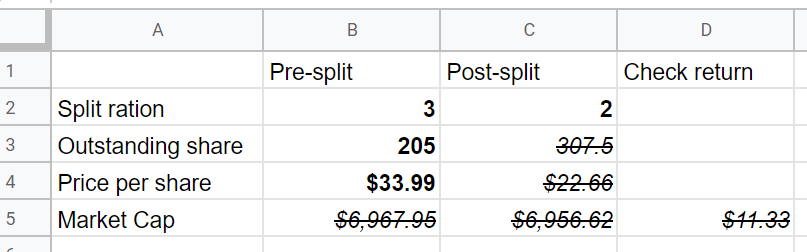 A B C D
1 Pre-split Post-split Check return
2 Split ration 3 2
3 Outstanding share 205 307.5
4 Price per share $33.99 $22.66
5 Market Cap $6,967.95 $6,956.62 $11.33